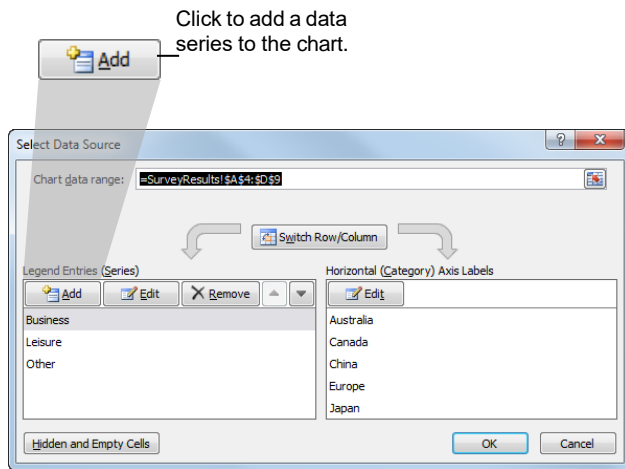 Click to add a data
series to the chart.
Add
Select Data Source
Chart data range: =SurveyResults!$A$4:$D$9
Switch Row/Column
Legend Entries (Series)
Add Edit Remove
Business
Leisure
Other
Horizontal (Category) Axis Labels
Edit
Australia
Canada
China
Europe
Japan
Hidden and Empty Cells
OK Cancel